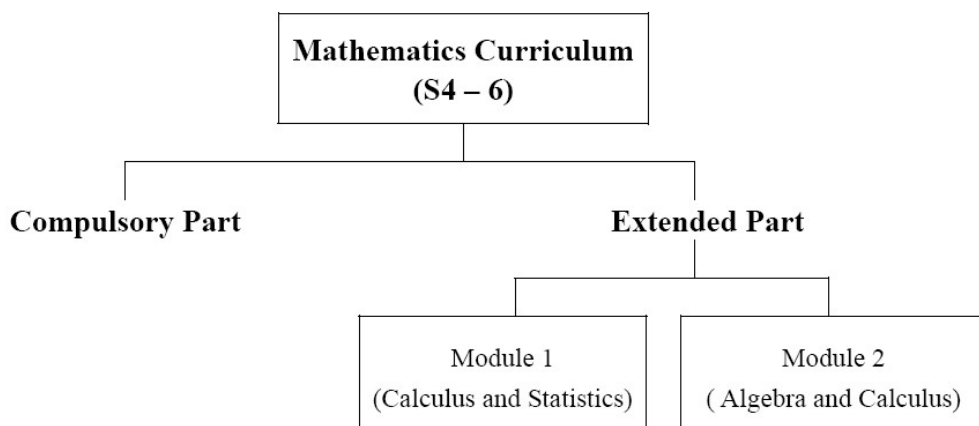 Mathematics Curriculum
(S4 – 6)
Compulsory Part
Extended Part
Module 1
(Calculus and Statistics)
Module 2
( Algebra and Calculus)